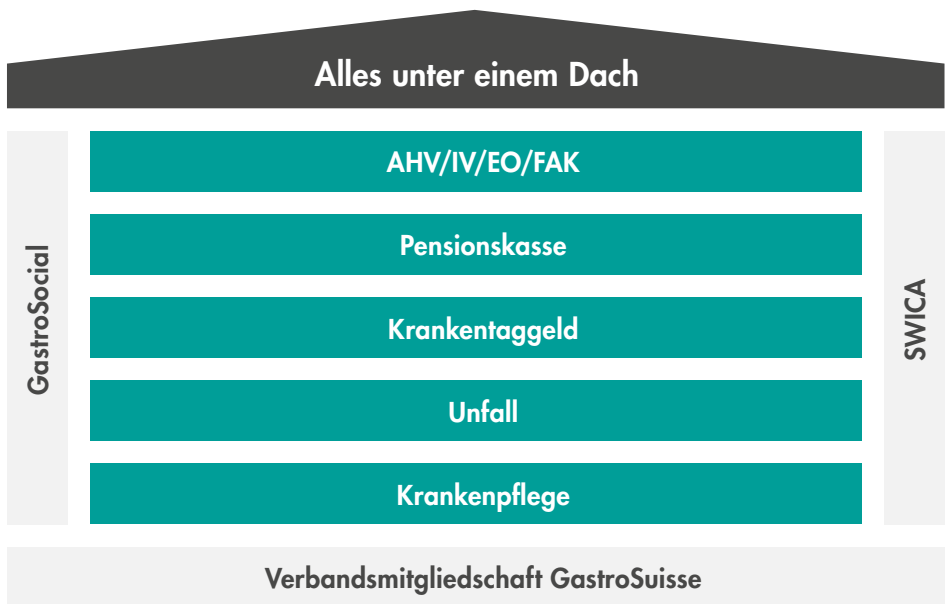 Alles unter einem Dach
GastroSocial
AHV/IV/EO/FAK
Pensionskasse
Krankentaggeld
Unfall
Krankenpflege
SWICA
Verbandsmitgliedschaft GastroSuisse